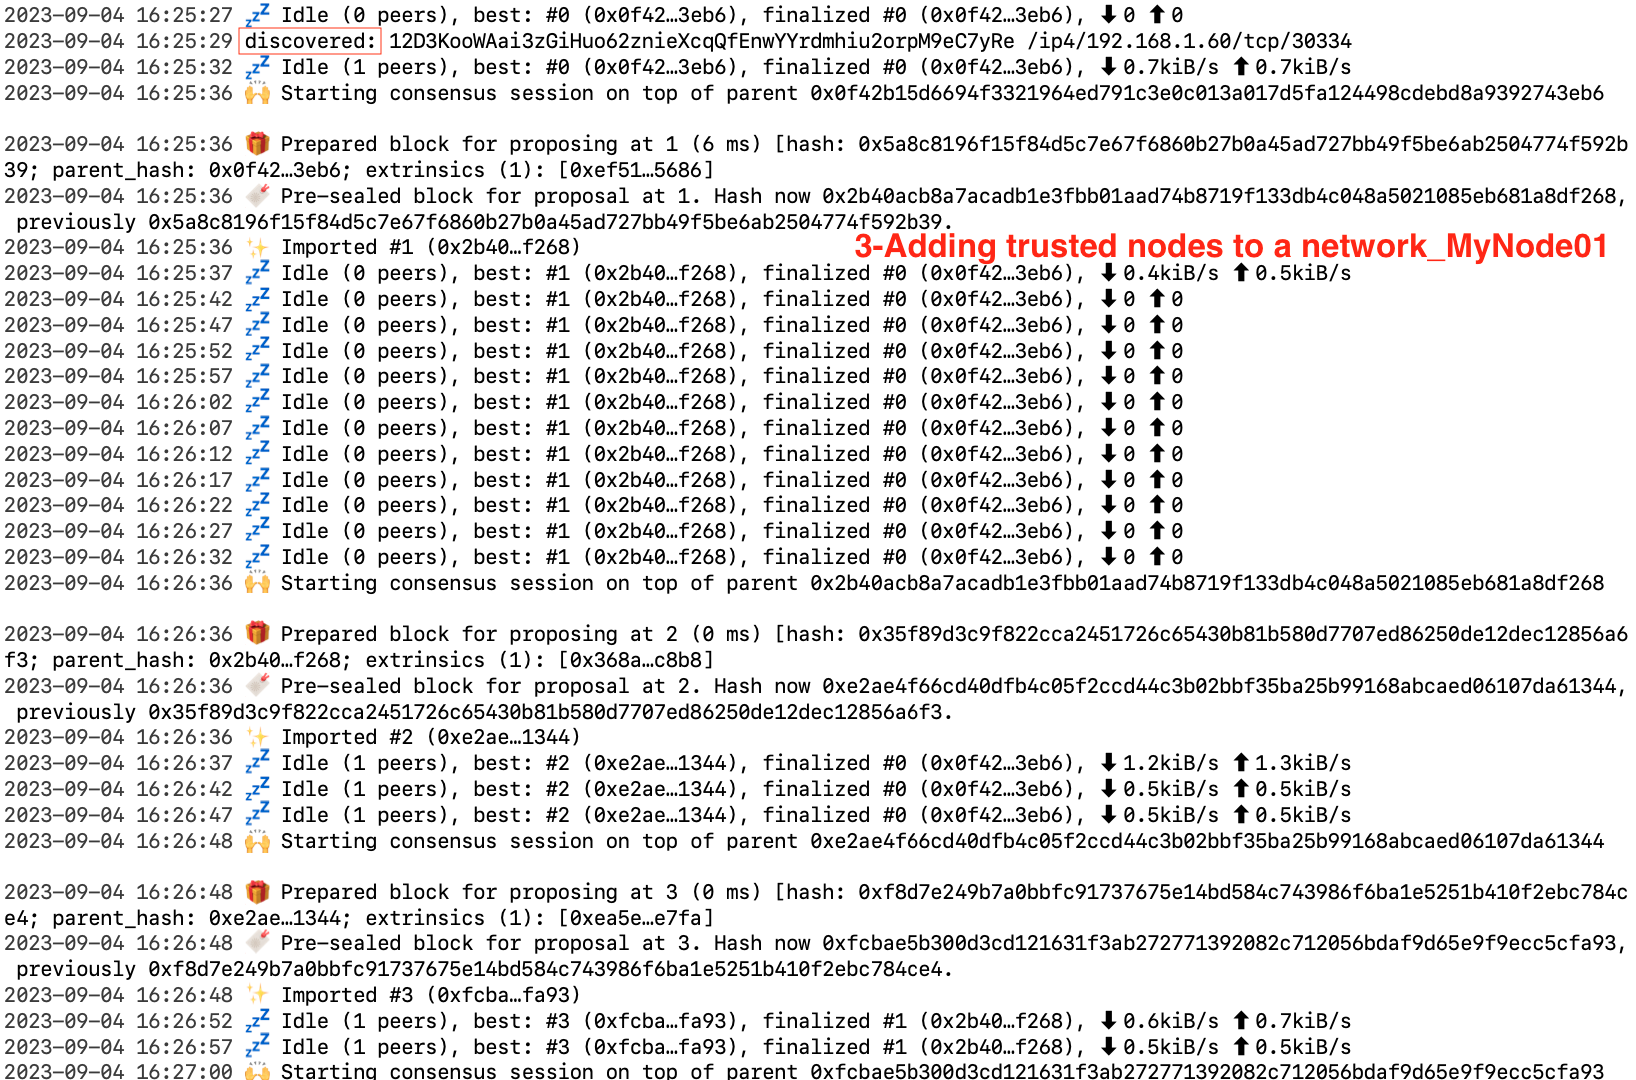 2023-09-04 16:25:27 💤 Idle (0 peers), best: #0 (0x0f42…3eb6), finalized #0 (0x0f42…3eb6), ⬇ 0 ⬆ 0
2023-09-04 16:25:29 discovered: 12D3KooWAai3zGiHuo62znieXcqQfEnwYYrdmhiu2orpM9eC7yRe /ip4/192.168.1.60/tcp/30334
2023-09-04 16:25:32 💤 Idle (1 peers), best: #0 (0x0f42…3eb6), finalized #0 (0x0f42…3eb6), ⬇ 0.7kiB/s ⬆ 0.7kiB/s
2023-09-04 16:25:36 🙌 Starting consensus session on top of parent 0x0f42b15d6694f3321964ed791c3e0c013a017d5fa124498cdebd8a9392743eb6
2023-09-04 16:25:36 🎁 Prepared block for proposing at 1 (6 ms) [hash: 0x5a8c8196f15f84d5c7e67f6860b27b0a45ad727bb49f5be6ab2504774f592b
39; parent_hash: 0x0f42…3eb6; extrinsics (1): [0xef51…5686]
2023-09-04 16:25:36 🔖 Pre-sealed block for proposal at 1. Hash now 0x2b40acb8a7acadb1e3fbb01aad74b8719f133db4c048a5021085eb681a8df268,
previously 0x5a8c8196f15f84d5c7e67f6860b27b0a45ad727bb49f5be6ab2504774f592b39.
2023-09-04 16:25:36 ✨ Imported #1 (0x2b40…f268)
3-Adding trusted nodes to a network_MyNode01
2023-09-04 16:25:37 💤 Idle (0 peers), best: #1 (0x2b40…f268), finalized #0 (0x0f42…3eb6), ⬇ 0.4kiB/s ⬆ 0.5kiB/s
2023-09-04 16:25:42 💤 Idle (0 peers), best: #1 (0x2b40…f268), finalized #0 (0x0f42…3eb6), ⬇ 0 ⬆ 0
2023-09-04 16:25:47 💤 Idle (0 peers), best: #1 (0x2b40…f268), finalized #0 (0x0f42…3eb6), ⬇ 0 ⬆ 0
2023-09-04 16:25:52 💤 Idle (0 peers), best: #1 (0x2b40…f268), finalized #0 (0x0f42…3eb6), ⬇ 0 ⬆ 0
2023-09-04 16:25:57 💤 Idle (0 peers), best: #1 (0x2b40…f268), finalized #0 (0x0f42…3eb6), ⬇ 0 ⬆ 0
2023-09-04 16:26:02 💤 Idle (0 peers), best: #1 (0x2b40…f268), finalized #0 (0x0f42…3eb6), ⬇ 0 ⬆ 0
2023-09-04 16:26:07 💤 Idle (0 peers), best: #1 (0x2b40…f268), finalized #0 (0x0f42…3eb6), ⬇ 0 ⬆ 0
2023-09-04 16:26:12 💤 Idle (0 peers), best: #1 (0x2b40…f268), finalized #0 (0x0f42…3eb6), ⬇ 0 ⬆ 0
2023-09-04 16:26:17 💤 Idle (0 peers), best: #1 (0x2b40…f268), finalized #0 (0x0f42…3eb6), ⬇ 0 ⬆ 0
2023-09-04 16:26:22 💤 Idle (0 peers), best: #1 (0x2b40…f268), finalized #0 (0x0f42…3eb6), ⬇ 0 ⬆ 0
2023-09-04 16:26:27 💤 Idle (0 peers), best: #1 (0x2b40…f268), finalized #0 (0x0f42…3eb6), ⬇ 0 ⬆ 0
2023-09-04 16:26:32 💤 Idle (0 peers), best: #1 (0x2b40…f268), finalized #0 (0x0f42…3eb6), ⬇ 0 ⬆ 0
2023-09-04 16:26:36 🙌 Starting consensus session on top of parent 0x2b40acb8a7acadb1e3fbb01aad74b8719f133db4c048a5021085eb681a8df268
2023-09-04 16:26:36 🎁 Prepared block for proposing at 2 (0 ms) [hash: 0x35f89d3c9f822cca2451726c65430b81b580d7707ed86250de12dec12856a6
f3; parent_hash: 0x2b40…f268; extrinsics (1): [0x368a…c8b8]
2023-09-04 16:26:36 🔖 Pre-sealed block for proposal at 2. Hash now 0xe2ae4f66cd40dfb4c05f2ccd44c3b02bbf35ba25b99168abcaed06107da61344,
previously 0x35f89d3c9f822cca2451726c65430b81b580d7707ed86250de12dec12856a6f3.
2023-09-04 16:26:36 ✨ Imported #2 (0xe2ae…1344)
2023-09-04 16:26:37 💤 Idle (1 peers), best: #2 (0xe2ae…1344), finalized #0 (0x0f42…3eb6), ⬇ 1.2kiB/s ⬆ 1.3kiB/s
2023-09-04 16:26:42 💤 Idle (1 peers), best: #2 (0xe2ae…1344), finalized #0 (0x0f42…3eb6), ⬇ 0.5kiB/s ⬆ 0.5kiB/s
2023-09-04 16:26:47 💤 Idle (1 peers), best: #2 (0xe2ae…1344), finalized #0 (0x0f42…3eb6), ⬇ 0.5kiB/s ⬆ 0.5kiB/s
2023-09-04 16:26:48 🙌 Starting consensus session on top of parent 0xe2ae4f66cd40dfb4c05f2ccd44c3b02bbf35ba25b99168abcaed06107da61344
2023-09-04 16:26:48 🎁 Prepared block for proposing at 3 (0 ms) [hash: 0xf8d7e249b7a0bbfc91737675e14bd584c743986f6ba1e5251b410f2ebc784c
e4; parent_hash: 0xe2ae…1344; extrinsics (1): [0xea5e…e7fa]
2023-09-04 16:26:48 🔖 Pre-sealed block for proposal at 3. Hash now 0xfcbae5b300d3cd121631f3ab272771392082c712056bdaf9d65e9f9ecc5cfa93,
previously 0xf8d7e249b7a0bbfc91737675e14bd584c743986f6ba1e5251b410f2ebc784ce4.
2023-09-04 16:26:48 ✨ Imported #3 (0xfcba…fa93)
2023-09-04 16:26:52 💤 Idle (1 peers), best: #3 (0xfcba…fa93), finalized #1 (0x2b40…f268), ⬇ 0.6kiB/s ⬆ 0.7kiB/s
2023-09-04 16:26:57 💤 Idle (1 peers), best: #3 (0xfcba…fa93), finalized #1 (0x2b40…f268), ⬇ 0.5kiB/s ⬆ 0.5kiB/s
2023-09-04 16:27:00 🙌 Starting consensus session on top of parent 0xfcbae5b300d3cd121631f3ab272771392082c712056bdaf9d65e9f9ecc5cfa93